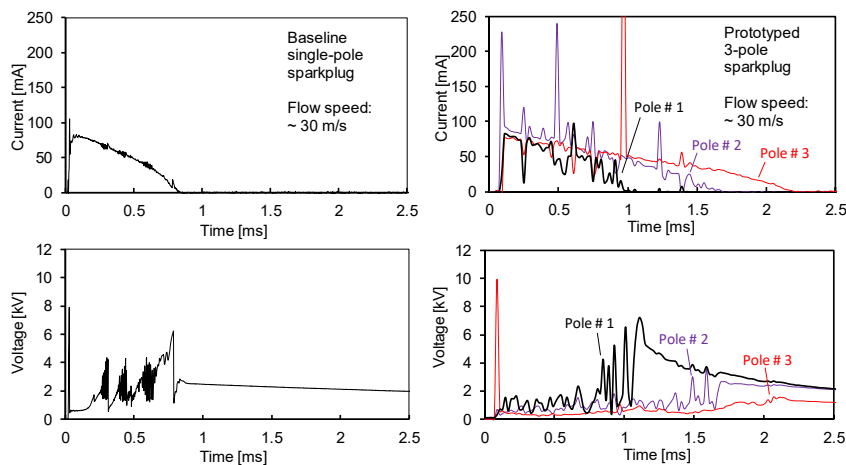 250
200
150
100
50
0
Current [mA]
Baseline
single-pole
sparkplug
Flow speed:
~ 30 m/s
0 0.5 1 1.5 2 2.5
Time [ms]
250
200
150
100
50
0
Current [mA]
Prototyped
3-pole
sparkplug
Flow speed:
~ 30 m/s
Pole # 1
Pole # 2
Pole # 3
0 0.5 1 1.5 2 2.5
Time [ms]
12
10
8
6
4
2
0
Voltage [kV]
0 0.5 1 1.5 2 2.5
Time [ms]
12
10
8
6
4
2
0
Voltage [kV]
Pole # 1
Pole # 2
Pole # 3
0 0.5 1 1.5 2 2.5
Time [ms]